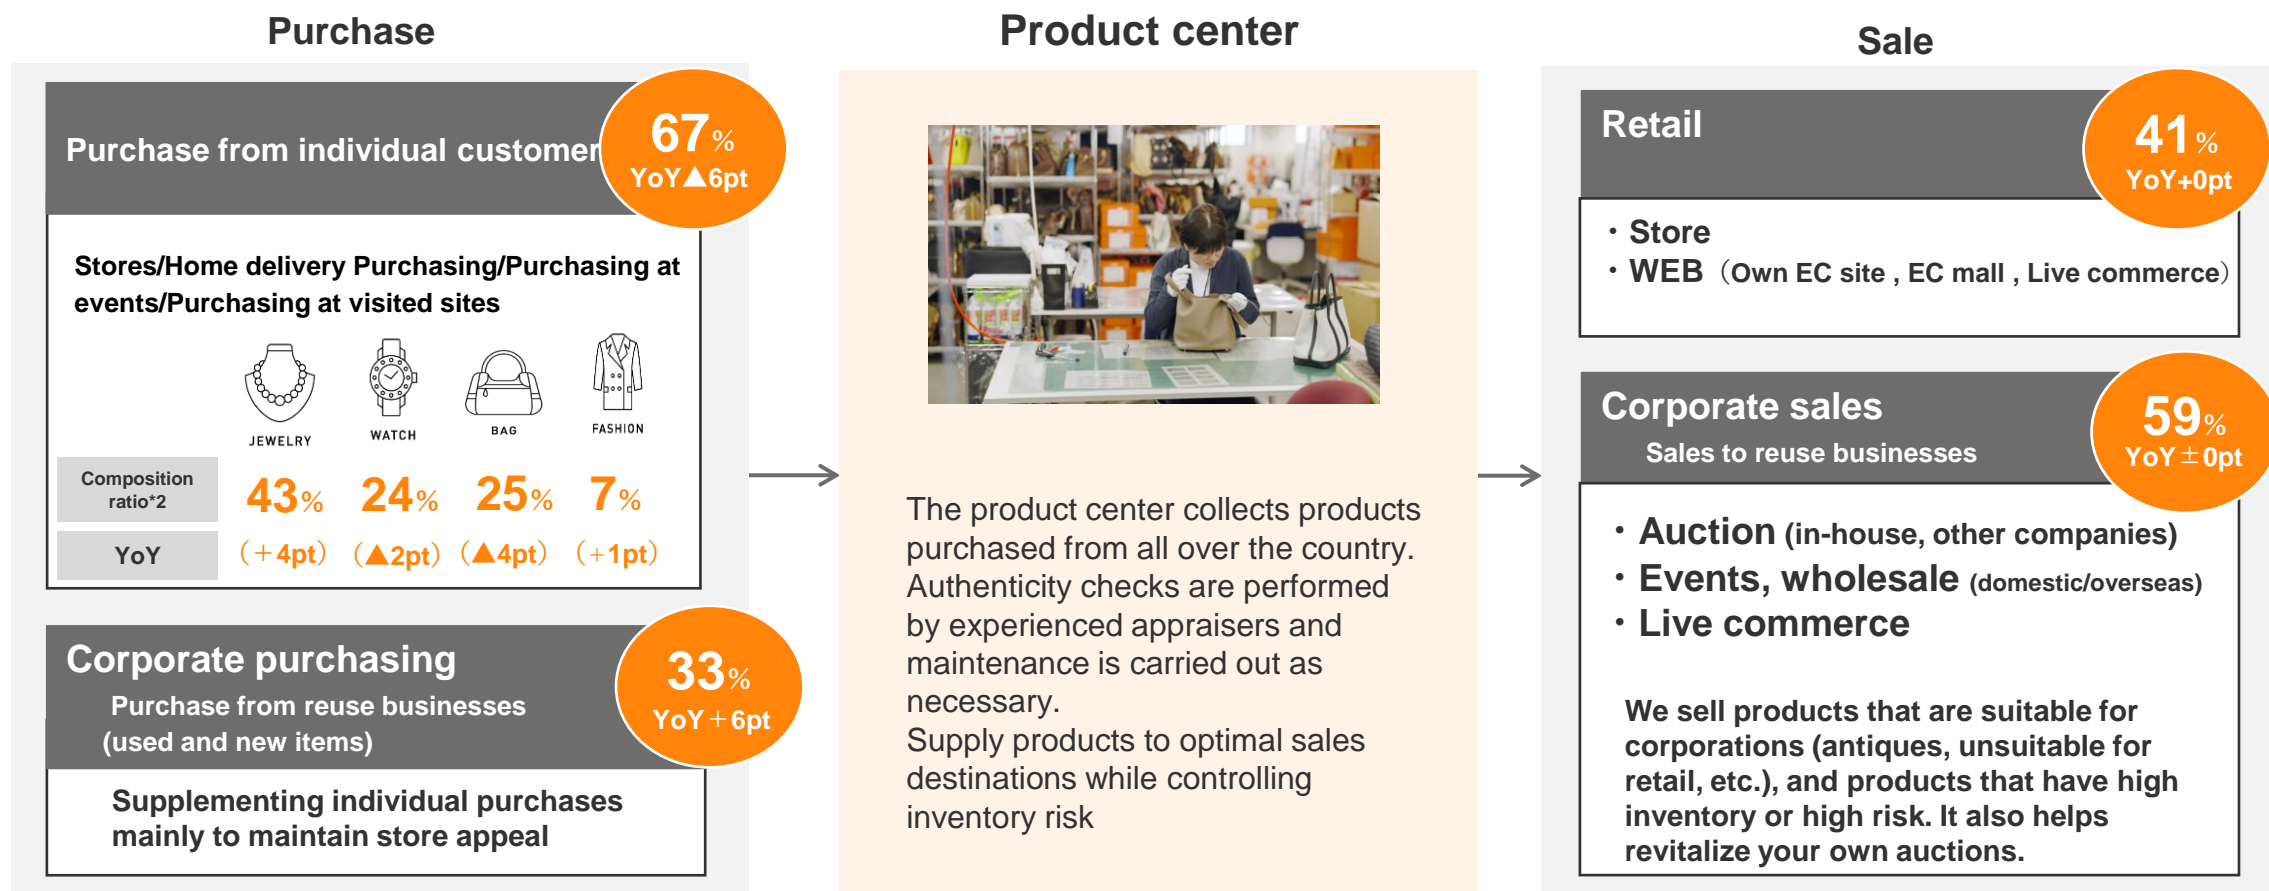 Purchase
Purchase from individual customer
67%
YoY▲6pt
Stores/Home delivery Purchasing/Purchasing at
events/Purchasing at visited sites
JEWELRY
WATCH
BAG
FASHION
Composition
ratio*2
43%
24%
25%
7%
YoY
(＋4pt)
(▲2pt)
(▲4pt)
(+1pt)
Corporate purchasing
Purchase from reuse businesses
(used and new items)
33%
YoY＋6pt
Supplementing individual purchases
mainly to maintain store appeal
Product center
The product center collects products
purchased from all over the country.
Authenticity checks are performed
by experienced appraisers and
maintenance is carried out as
necessary.
Supply products to optimal sales
destinations while controlling
inventory risk
Sale
Retail
41%
YoY+0pt
・Store
・WEB（Own EC site , EC mall , Live commerce）
Corporate sales
Sales to reuse businesses
59%
YoY±0pt
・Auction (in-house, other companies)
・Events, wholesale (domestic/overseas)
・Live commerce
We sell products that are suitable for
corporations (antiques, unsuitable for
retail, etc.), and products that have high
inventory or high risk. It also helps
revitalize your own auctions.